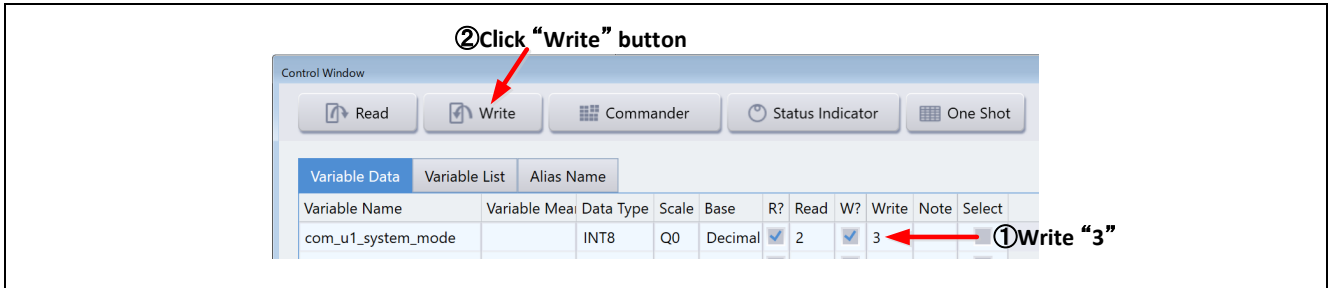 ②Click “Write” button
Control Window
Read Write Commander Status Indicator One Shot
Variable Data Variable List Alias Name
Variable Name Variable Mear Data Type Scale Base R? Read W? Write Note Select
com_u1_system_mode INT8 Q0 Decimal 2 3
①Write “3”